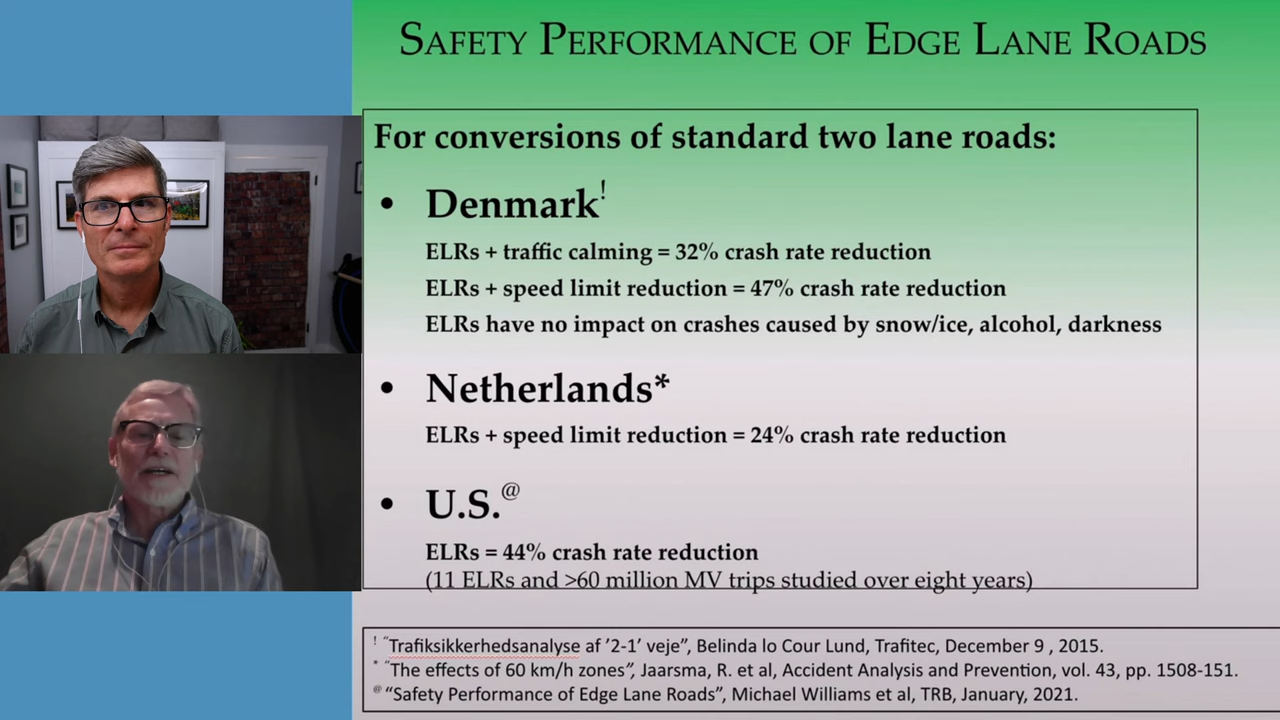 SAFETY PERFORMANCE OF EDGE LANE ROADS
For conversions of standard two lane roads:
• Denmark!
ELRs + traffic calming = 32% crash rate reduction
ELRs + speed limit reduction = 47% crash rate reduction
ELRs have no impact on crashes caused by snow/ice, alcohol, darkness
• Netherlands*
ELRs + speed limit reduction = 24% crash rate reduction
• U.S.@
ELRs = 44% crash rate reduction
(11 ELRs and >60 million MV trips studied over eight years)
! “Trafiksikkerhedsanalyse af ’2-1’ veje”, Belinda lo Cour Lund, Trafitec, December 9 , 2015.
* “The effects of 60 km/h zones”, Jaarsma, R. et al, Accident Analysis and Prevention, vol. 43, pp. 1508-151.
@ “Safety Performance of Edge Lane Roads”, Michael Williams et al, TRB, January, 2021.